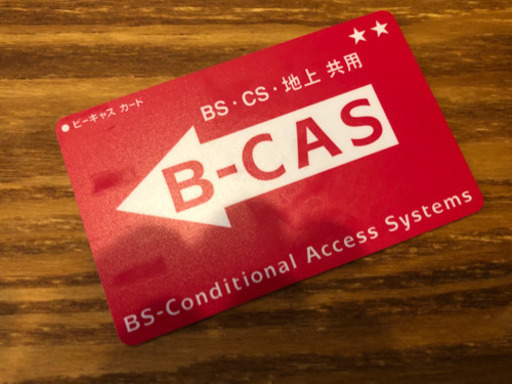 ★★
●ビーキャス カード
BS・CS・地上 共用
B-CAS
BS-Conditional Access Systems